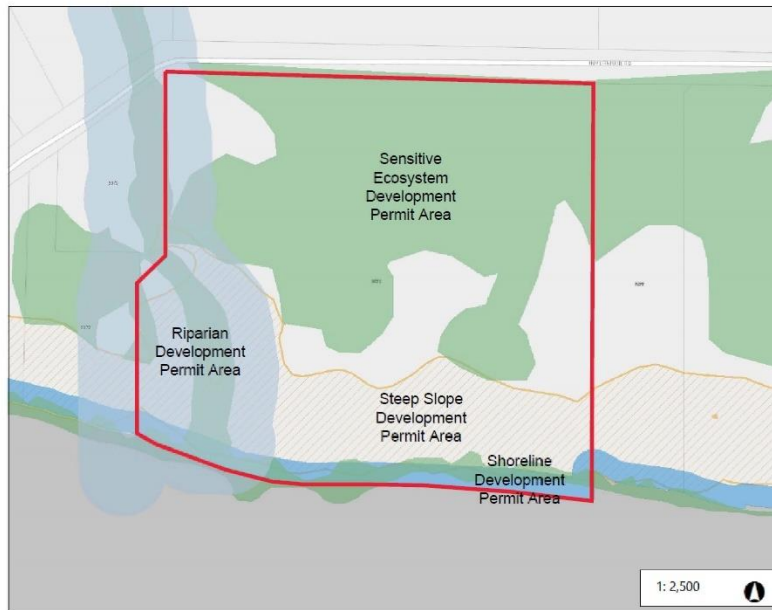 Sensitive
Ecosystem
Development
Permit Area
Riparian
Development
Permit Area
Steep Slope
Development
Permit Area
Shoreline
Development
Permit Area
1: 2,500